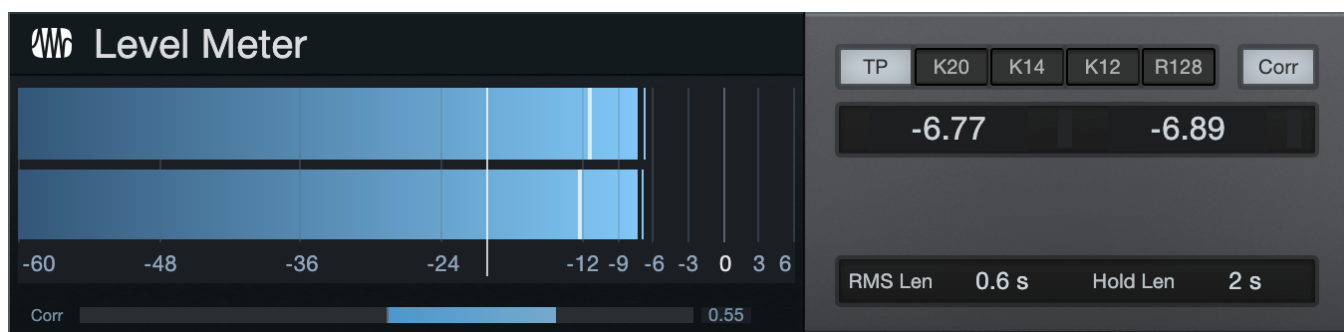 Level Meter
TP K20 K14 K12 R128 Corr
-6.77 -6.89
-60 -48 -36 -24 -12 -9 -6 -3 0 3 6
RMS Len 0.6 s Hold Len 2 s
Corr 0.55